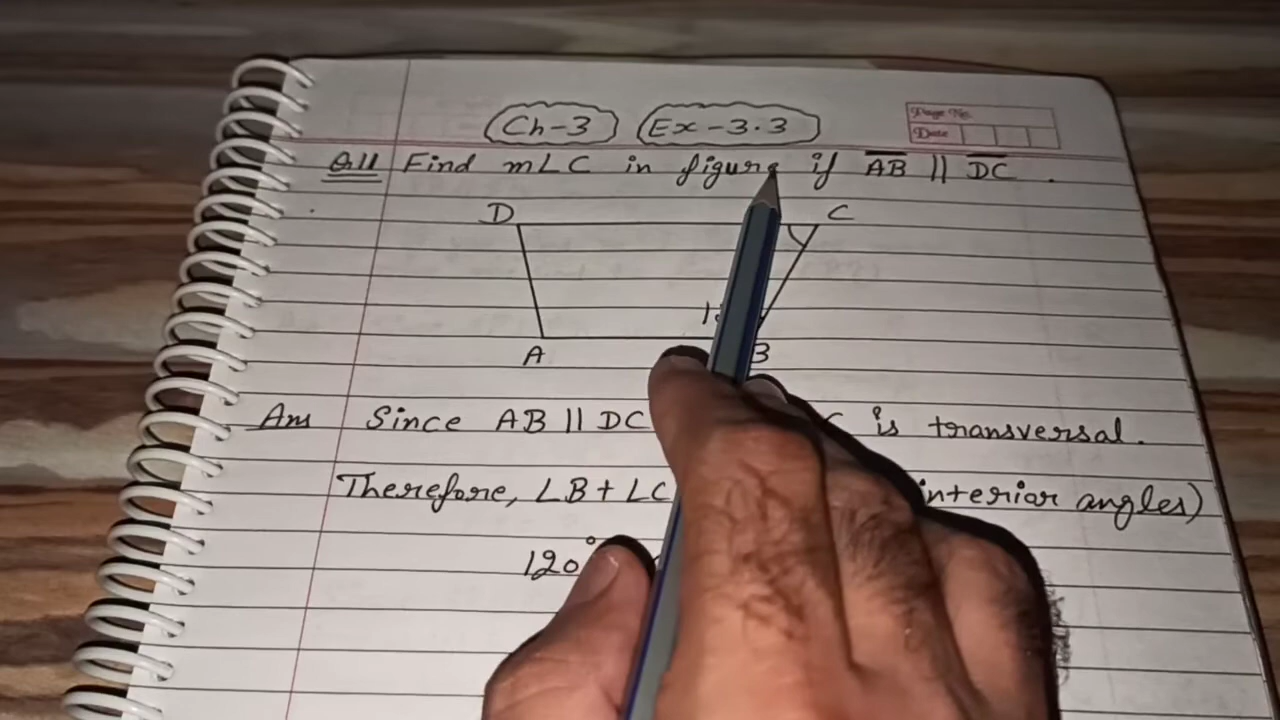 Ch-3 Ex-3.3
Page No.
Date
Q.11 Find m∠C in figure if AB || DC .
D C
A B
Ans Since AB || DC is transversal.
Therefore, ∠B + ∠C interior angles)
120°